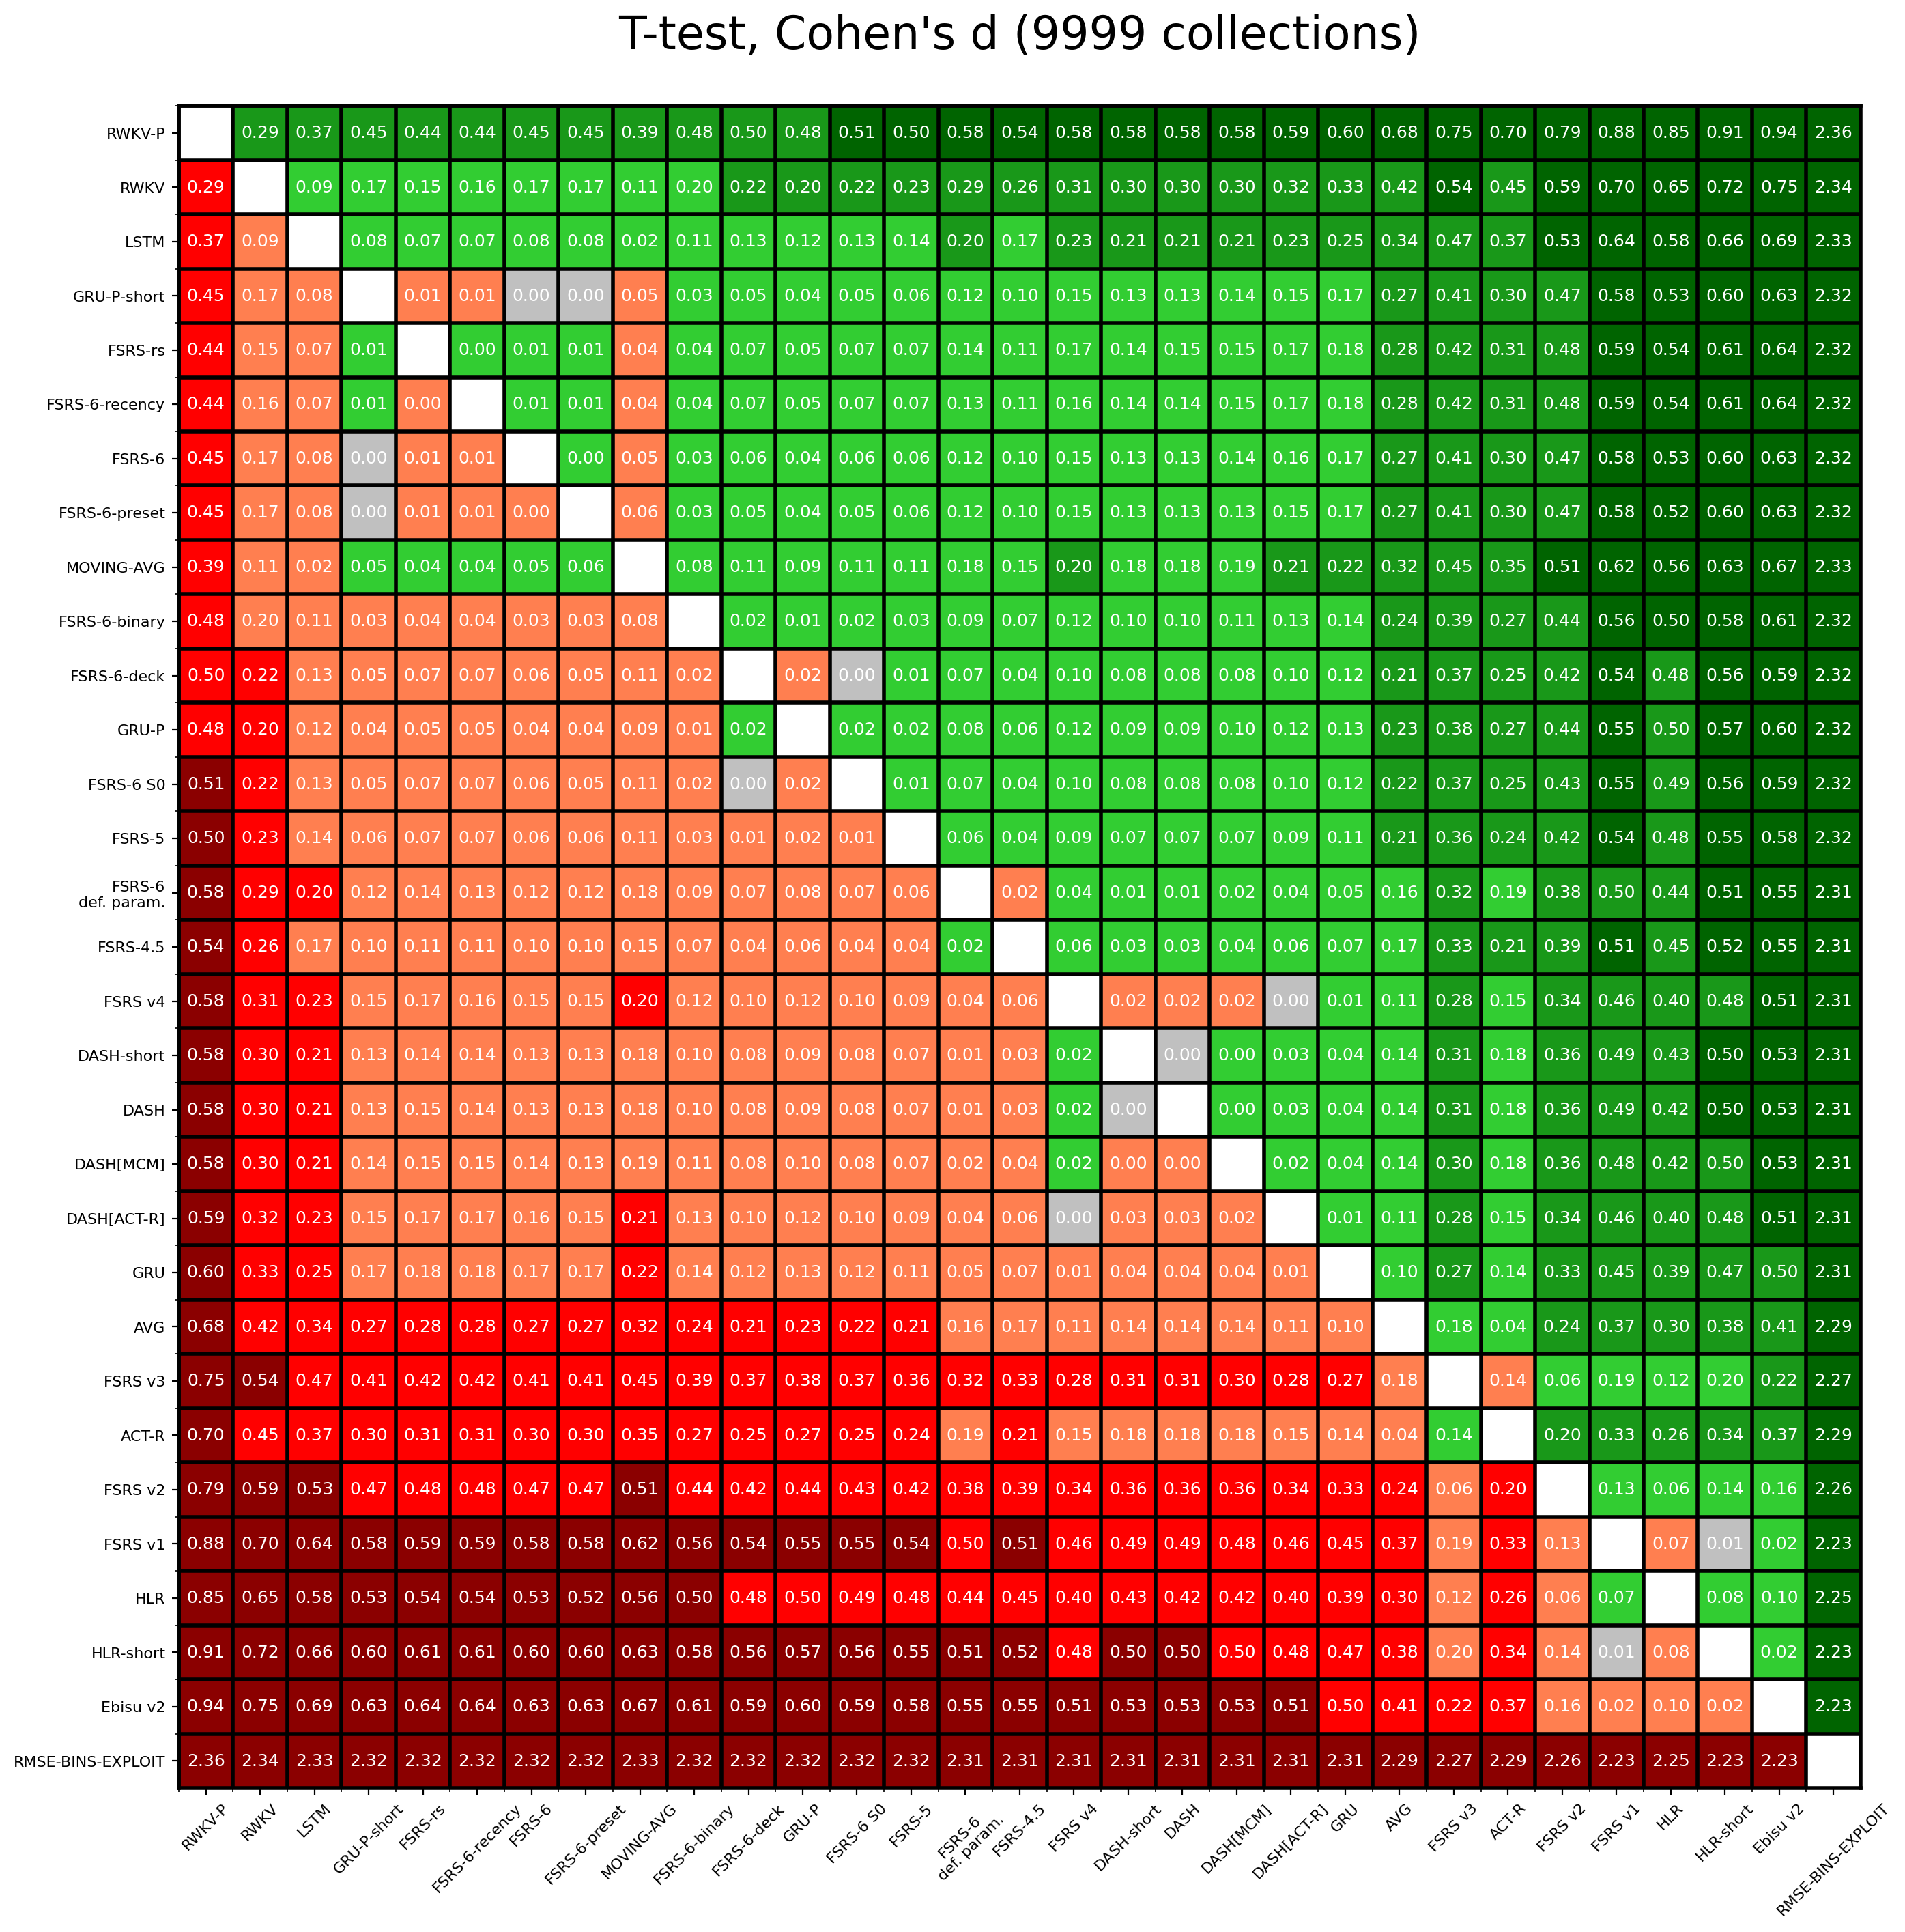 T-test, Cohen's d (9999 collections)
RWKV-P 0.29 0.37 0.45 0.44 0.44 0.45 0.45 0.39 0.48 0.50 0.48 0.51 0.50 0.58 0.54 0.58 0.58 0.58 0.58 0.59 0.60 0.68 0.75 0.70 0.79 0.88 0.85 0.91 0.94 2.36
RWKV 0.29 0.09 0.17 0.15 0.16 0.17 0.17 0.11 0.20 0.22 0.20 0.22 0.23 0.29 0.26 0.31 0.30 0.30 0.30 0.32 0.33 0.42 0.54 0.45 0.59 0.70 0.65 0.72 0.75 2.34
LSTM 0.37 0.09 0.08 0.07 0.07 0.08 0.08 0.02 0.11 0.13 0.12 0.13 0.14 0.20 0.17 0.23 0.21 0.21 0.21 0.23 0.25 0.34 0.47 0.37 0.53 0.64 0.58 0.66 0.69 2.33
GRU-P-short 0.45 0.17 0.08 0.01 0.01 0.00 0.00 0.05 0.03 0.05 0.04 0.05 0.06 0.12 0.10 0.15 0.13 0.13 0.14 0.15 0.17 0.27 0.41 0.30 0.47 0.58 0.53 0.60 0.63 2.32
FSRS-rs 0.44 0.15 0.07 0.01 0.00 0.01 0.01 0.04 0.04 0.07 0.05 0.07 0.07 0.14 0.11 0.17 0.14 0.15 0.15 0.17 0.18 0.28 0.42 0.31 0.48 0.59 0.54 0.61 0.64 2.32
FSRS-6-recency 0.44 0.16 0.07 0.01 0.00 0.01 0.01 0.04 0.04 0.07 0.05 0.07 0.07 0.13 0.11 0.16 0.14 0.14 0.15 0.17 0.18 0.28 0.42 0.31 0.48 0.59 0.54 0.61 0.64 2.32
FSRS-6 0.45 0.17 0.08 0.00 0.01 0.01 0.00 0.05 0.03 0.06 0.04 0.06 0.06 0.12 0.10 0.15 0.13 0.13 0.14 0.16 0.17 0.27 0.41 0.30 0.47 0.58 0.53 0.60 0.63 2.32
FSRS-6-preset 0.45 0.17 0.08 0.00 0.01 0.01 0.00 0.06 0.03 0.05 0.04 0.05 0.06 0.12 0.10 0.15 0.13 0.13 0.13 0.15 0.17 0.27 0.41 0.30 0.47 0.58 0.52 0.60 0.63 2.32
MOVING-AVG 0.39 0.11 0.02 0.05 0.04 0.04 0.05 0.06 0.08 0.11 0.09 0.11 0.11 0.18 0.15 0.20 0.18 0.18 0.19 0.21 0.22 0.32 0.45 0.35 0.51 0.62 0.56 0.63 0.67 2.33
FSRS-6-binary 0.48 0.20 0.11 0.03 0.04 0.04 0.03 0.03 0.08 0.02 0.01 0.02 0.03 0.09 0.07 0.12 0.10 0.10 0.11 0.13 0.14 0.24 0.39 0.27 0.44 0.56 0.50 0.58 0.61 2.32
FSRS-6-deck 0.50 0.22 0.13 0.05 0.07 0.07 0.06 0.05 0.11 0.02 0.02 0.00 0.01 0.07 0.04 0.10 0.08 0.08 0.08 0.10 0.12 0.21 0.37 0.25 0.42 0.54 0.48 0.56 0.59 2.32
GRU-P 0.48 0.20 0.12 0.04 0.05 0.05 0.04 0.04 0.09 0.01 0.02 0.02 0.02 0.08 0.06 0.12 0.09 0.09 0.10 0.12 0.13 0.23 0.38 0.27 0.44 0.55 0.50 0.57 0.60 2.32
FSRS-6 S0 0.51 0.22 0.13 0.05 0.07 0.07 0.06 0.05 0.11 0.02 0.00 0.02 0.01 0.07 0.04 0.10 0.08 0.08 0.08 0.10 0.12 0.22 0.37 0.25 0.43 0.55 0.49 0.56 0.59 2.32
FSRS-5 0.50 0.23 0.14 0.06 0.07 0.07 0.06 0.06 0.11 0.03 0.01 0.02 0.01 0.06 0.04 0.09 0.07 0.07 0.07 0.09 0.11 0.21 0.36 0.24 0.42 0.54 0.48 0.55 0.58 2.32
FSRS-6
def. param. 0.58 0.29 0.20 0.12 0.14 0.13 0.12 0.12 0.18 0.09 0.07 0.08 0.07 0.06 0.02 0.04 0.01 0.01 0.02 0.04 0.05 0.16 0.32 0.19 0.38 0.50 0.44 0.51 0.55 2.31
FSRS-4.5 0.54 0.26 0.17 0.10 0.11 0.11 0.10 0.10 0.15 0.07 0.04 0.06 0.04 0.04 0.02 0.06 0.03 0.03 0.04 0.06 0.07 0.17 0.33 0.21 0.39 0.51 0.45 0.52 0.55 2.31
FSRS v4 0.58 0.31 0.23 0.15 0.17 0.16 0.15 0.15 0.20 0.12 0.10 0.12 0.10 0.09 0.04 0.06 0.02 0.02 0.02 0.00 0.01 0.11 0.28 0.15 0.34 0.46 0.40 0.48 0.51 2.31
DASH-short 0.58 0.30 0.21 0.13 0.14 0.14 0.13 0.13 0.18 0.10 0.08 0.09 0.08 0.07 0.01 0.03 0.02 0.00 0.00 0.03 0.04 0.14 0.31 0.18 0.36 0.49 0.43 0.50 0.53 2.31
DASH 0.58 0.30 0.21 0.13 0.15 0.14 0.13 0.13 0.18 0.10 0.08 0.09 0.08 0.07 0.01 0.03 0.02 0.00 0.00 0.03 0.04 0.14 0.31 0.18 0.36 0.49 0.42 0.50 0.53 2.31
DASH[MCM] 0.58 0.30 0.21 0.14 0.15 0.15 0.14 0.13 0.19 0.11 0.08 0.10 0.08 0.07 0.02 0.04 0.02 0.00 0.00 0.02 0.04 0.14 0.30 0.18 0.36 0.48 0.42 0.50 0.53 2.31
DASH[ACT-R] 0.59 0.32 0.23 0.15 0.17 0.17 0.16 0.15 0.21 0.13 0.10 0.12 0.10 0.09 0.04 0.06 0.00 0.03 0.03 0.02 0.01 0.11 0.28 0.15 0.34 0.46 0.40 0.48 0.51 2.31
GRU 0.60 0.33 0.25 0.17 0.18 0.18 0.17 0.17 0.22 0.14 0.12 0.13 0.12 0.11 0.05 0.07 0.01 0.04 0.04 0.04 0.01 0.10 0.27 0.14 0.33 0.45 0.39 0.47 0.50 2.31
AVG 0.68 0.42 0.34 0.27 0.28 0.28 0.27 0.27 0.32 0.24 0.21 0.23 0.22 0.21 0.16 0.17 0.11 0.14 0.14 0.14 0.11 0.10 0.18 0.04 0.24 0.37 0.30 0.38 0.41 2.29
FSRS v3 0.75 0.54 0.47 0.41 0.42 0.42 0.41 0.41 0.45 0.39 0.37 0.38 0.37 0.36 0.32 0.33 0.28 0.31 0.31 0.30 0.28 0.27 0.18 0.14 0.06 0.19 0.12 0.20 0.22 2.27
ACT-R 0.70 0.45 0.37 0.30 0.31 0.31 0.30 0.30 0.35 0.27 0.25 0.27 0.25 0.24 0.19 0.21 0.15 0.18 0.18 0.18 0.15 0.14 0.04 0.14 0.20 0.33 0.26 0.34 0.37 2.29
FSRS v2 0.79 0.59 0.53 0.47 0.48 0.48 0.47 0.47 0.51 0.44 0.42 0.44 0.43 0.42 0.38 0.39 0.34 0.36 0.36 0.36 0.34 0.33 0.24 0.06 0.20 0.13 0.06 0.14 0.16 2.26
FSRS v1 0.88 0.70 0.64 0.58 0.59 0.59 0.58 0.58 0.62 0.56 0.54 0.55 0.55 0.54 0.50 0.51 0.46 0.49 0.49 0.48 0.46 0.45 0.37 0.19 0.33 0.13 0.07 0.01 0.02 2.23
HLR 0.85 0.65 0.58 0.53 0.54 0.54 0.53 0.52 0.56 0.50 0.48 0.50 0.49 0.48 0.44 0.45 0.40 0.43 0.42 0.42 0.40 0.39 0.30 0.12 0.26 0.06 0.07 0.08 0.10 2.25
HLR-short 0.91 0.72 0.66 0.60 0.61 0.61 0.60 0.60 0.63 0.58 0.56 0.57 0.56 0.55 0.51 0.52 0.48 0.50 0.50 0.50 0.48 0.47 0.38 0.20 0.34 0.14 0.01 0.08 0.02 2.23
Ebisu v2 0.94 0.75 0.69 0.63 0.64 0.64 0.63 0.63 0.67 0.61 0.59 0.60 0.59 0.58 0.55 0.55 0.51 0.53 0.53 0.53 0.51 0.50 0.41 0.22 0.37 0.16 0.02 0.10 0.02 2.23
RMSE-BINS-EXPLOIT 2.36 2.34 2.33 2.32 2.32 2.32 2.32 2.32 2.33 2.32 2.32 2.32 2.32 2.32 2.31 2.31 2.31 2.31 2.31 2.31 2.31 2.31 2.29 2.27 2.29 2.26 2.23 2.25 2.23 2.23
RWKV-P
RWKV
LSTM
GRU-P-short
FSRS-rs
FSRS-6-recency
FSRS-6
FSRS-6-preset
MOVING-AVG
FSRS-6-binary
FSRS-6-deck
GRU-P
FSRS-6 S0
FSRS-5
FSRS-6
def. param.
FSRS-4.5
FSRS v4
DASH-short
DASH
DASH[MCM]
DASH[ACT-R]
GRU
AVG
FSRS v3
ACT-R
FSRS v2
FSRS v1
HLR
HLR-short
Ebisu v2
RMSE-BINS-EXPLOIT